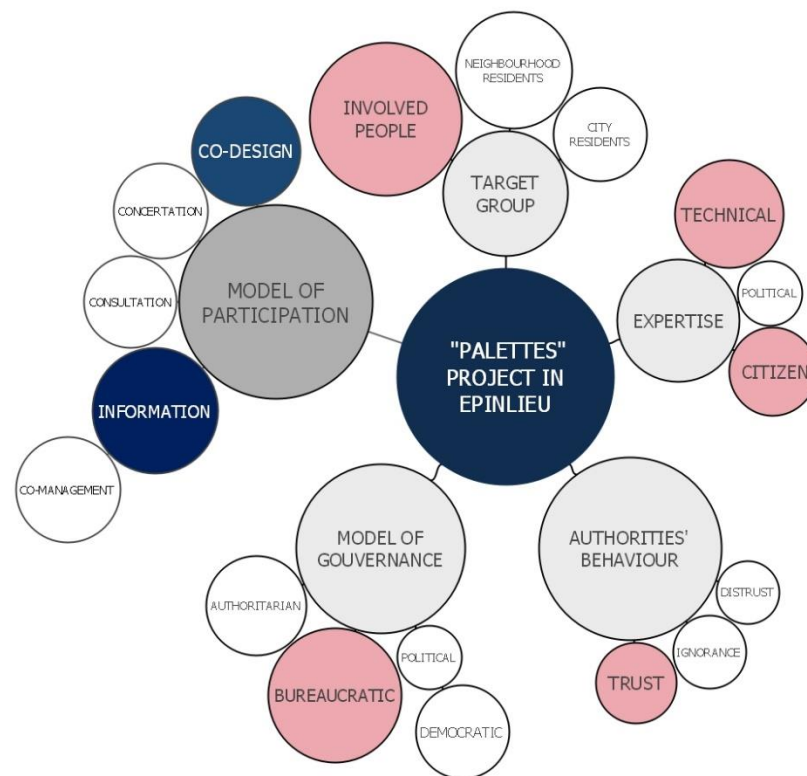 NEIGHBOURHOOD
RESIDENTS
INVOLVED
PEOPLE
CITY
RESIDENTS
TARGET
GROUP
CO-DESIGN
CONCERTATION
CONSULTATION
MODEL OF
PARTICIPATION
INFORMATION
CO-MANAGEMENT
TECHNICAL
POLITICAL
EXPERTISE
CITIZEN
"PALETTES"
PROJECT IN
EPINLIEU
MODEL OF
GOUVERNANCE
AUTHORITARIAN
POLITICAL
BUREAUCRATIC
DEMOCRATIC
AUTHORITIES'
BEHAVIOUR
DISTRUST
IGNORANCE
TRUST